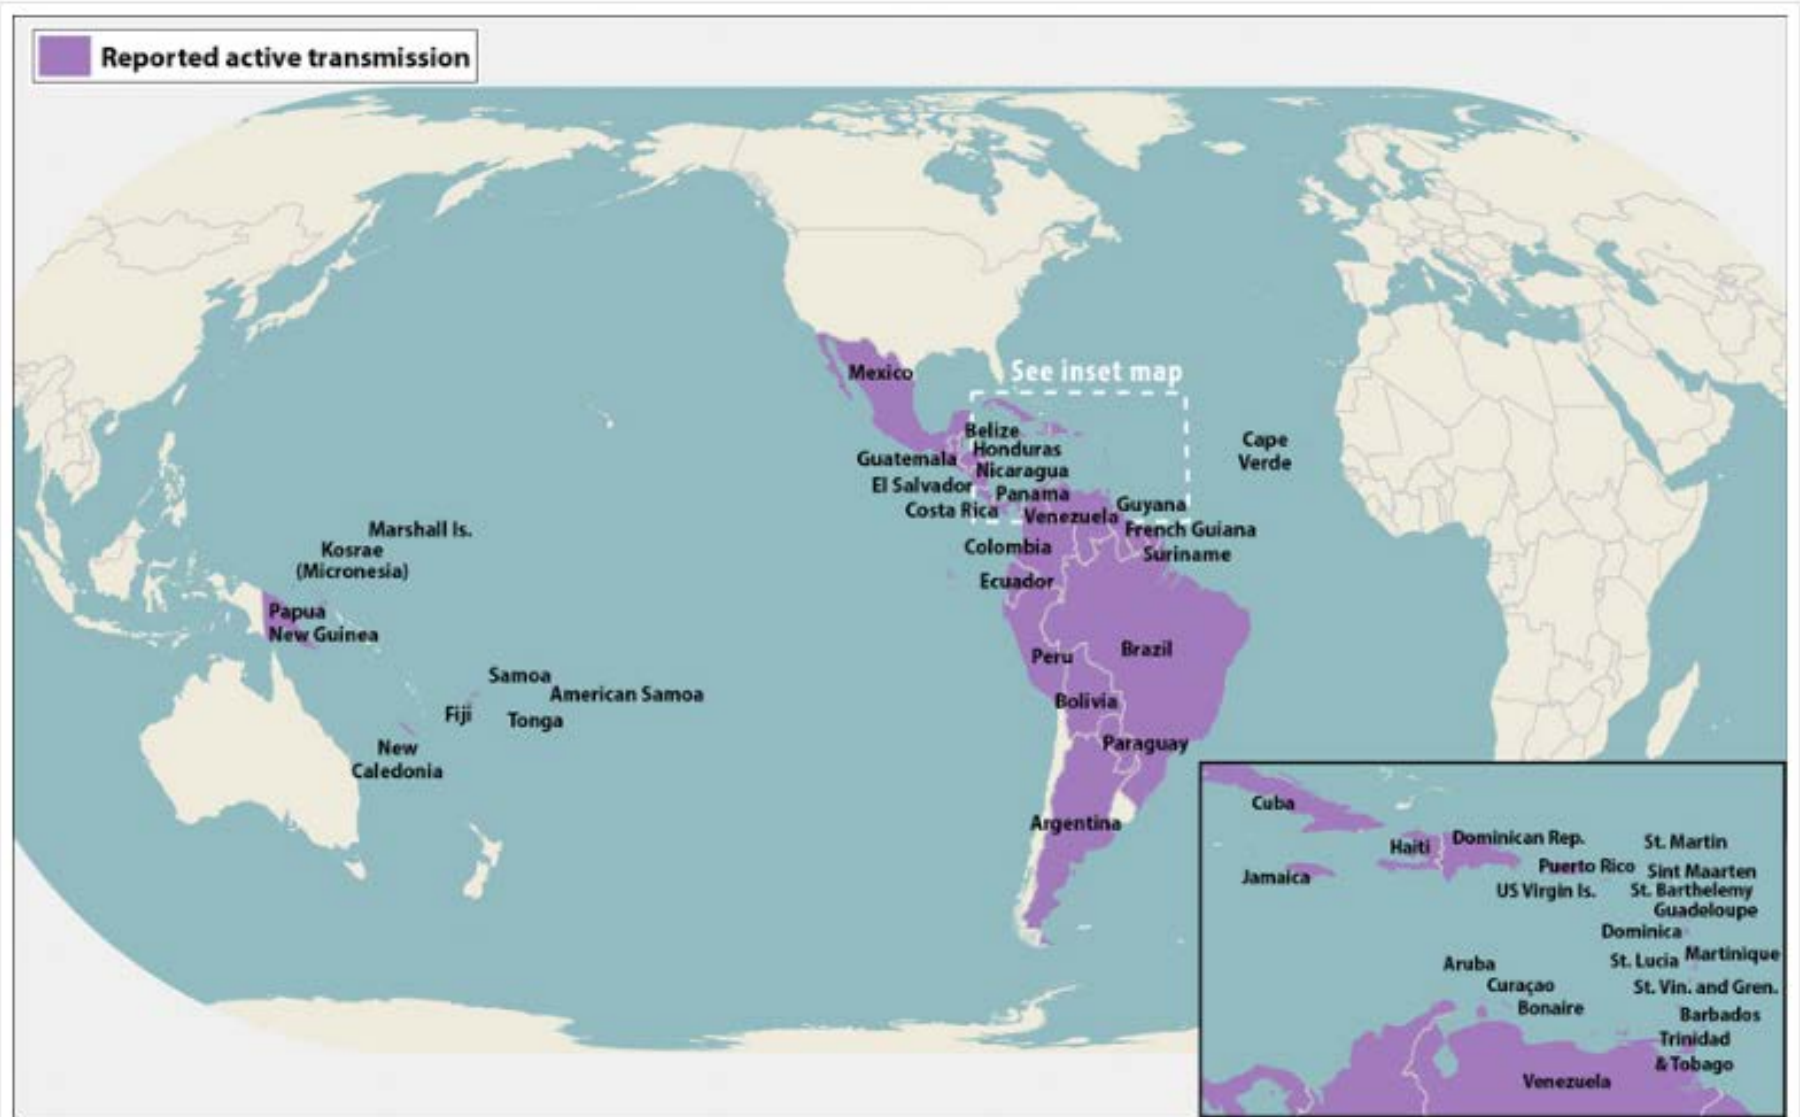 Reported active transmission
See inset map
Mexico
Belize
Honduras
Guatemala
Nicaragua
El Salvador
Panama
Costa Rica
Guyana
Venezuela
French Guiana
Colombia
Suriname
Ecuador
Cape
Verde
Marshall Is.
Kosrae
(Micronesia)
Papua
New Guinea
Samoa
American Samoa
Fiji
Tonga
New
Caledonia
Peru
Brazil
Bolivia
Paraguay
Argentina
Cuba
Haiti
Dominican Rep.
St. Martin
Jamaica
Puerto Rico
Sint Maarten
US Virgin Is.
St. Barthelemy
Guadeloupe
Dominica
Martinique
St. Lucia
Aruba
Curaçao
St. Vin. and Gren.
Bonaire
Barbados
Trinidad
& Tobago
Venezuela